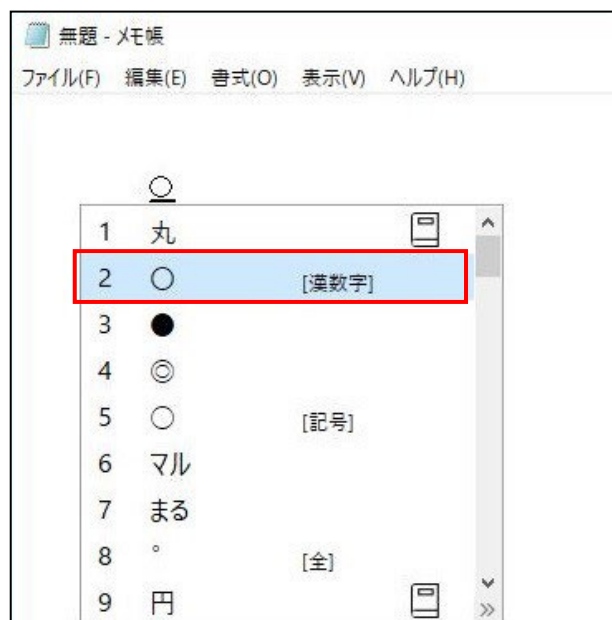 無題 - メモ帳
ファイル(F) 編集(E) 書式(O) 表示(V) ヘルプ(H)
〇
1 丸
2 〇 [漢数字]
3 ●
4 ◎
5 ○ [記号]
6 マル
7 まる
8 ° [全]
9 円